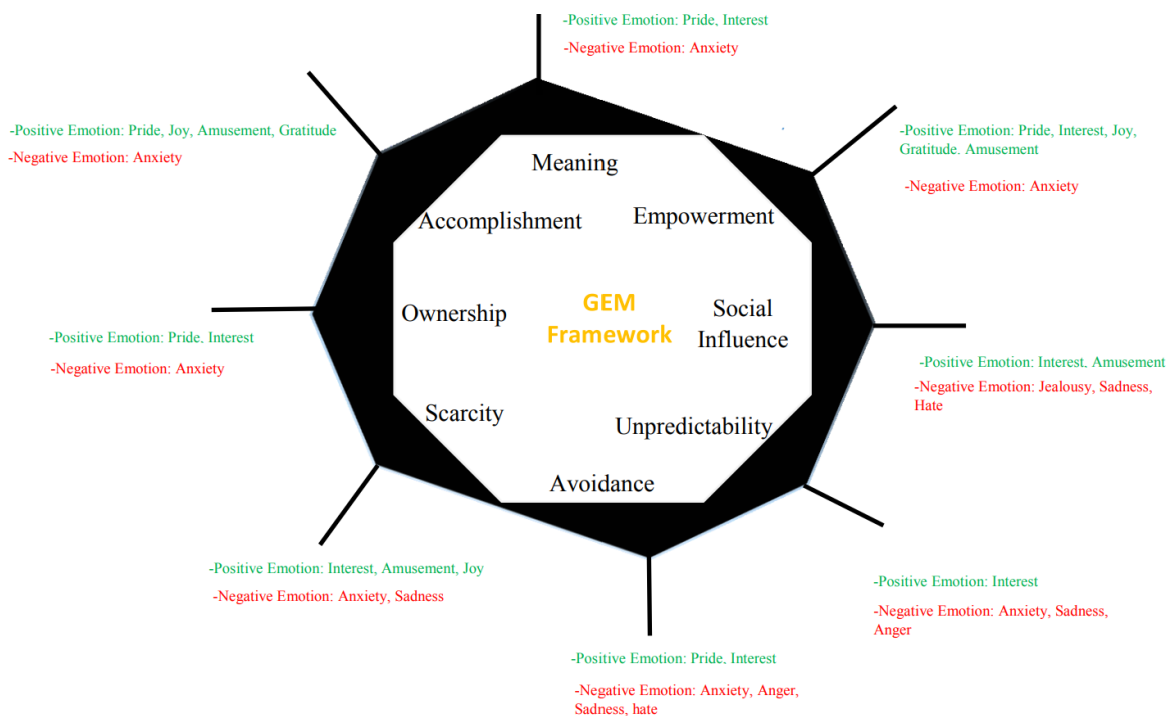 -Positive Emotion: Pride, Interest
-Negative Emotion: Anxiety
-Positive Emotion: Pride, Joy, Amusement, Gratitude
-Negative Emotion: Anxiety
-Positive Emotion: Pride, Interest, Joy,
Gratitude. Amusement
-Negative Emotion: Anxiety
Meaning
Accomplishment
Empowerment
Ownership
GEM
Framework
Social
Influence
Scarcity
Unpredictability
Avoidance
-Positive Emotion: Pride, Interest
-Negative Emotion: Anxiety
-Positive Emotion: Interest, Amusement
-Negative Emotion: Jealousy, Sadness,
Hate
-Positive Emotion: Interest, Amusement, Joy
-Negative Emotion: Anxiety, Sadness
-Positive Emotion: Interest
-Negative Emotion: Anxiety, Sadness,
Anger
-Positive Emotion: Pride, Interest
-Negative Emotion: Anxiety, Anger,
Sadness, hate